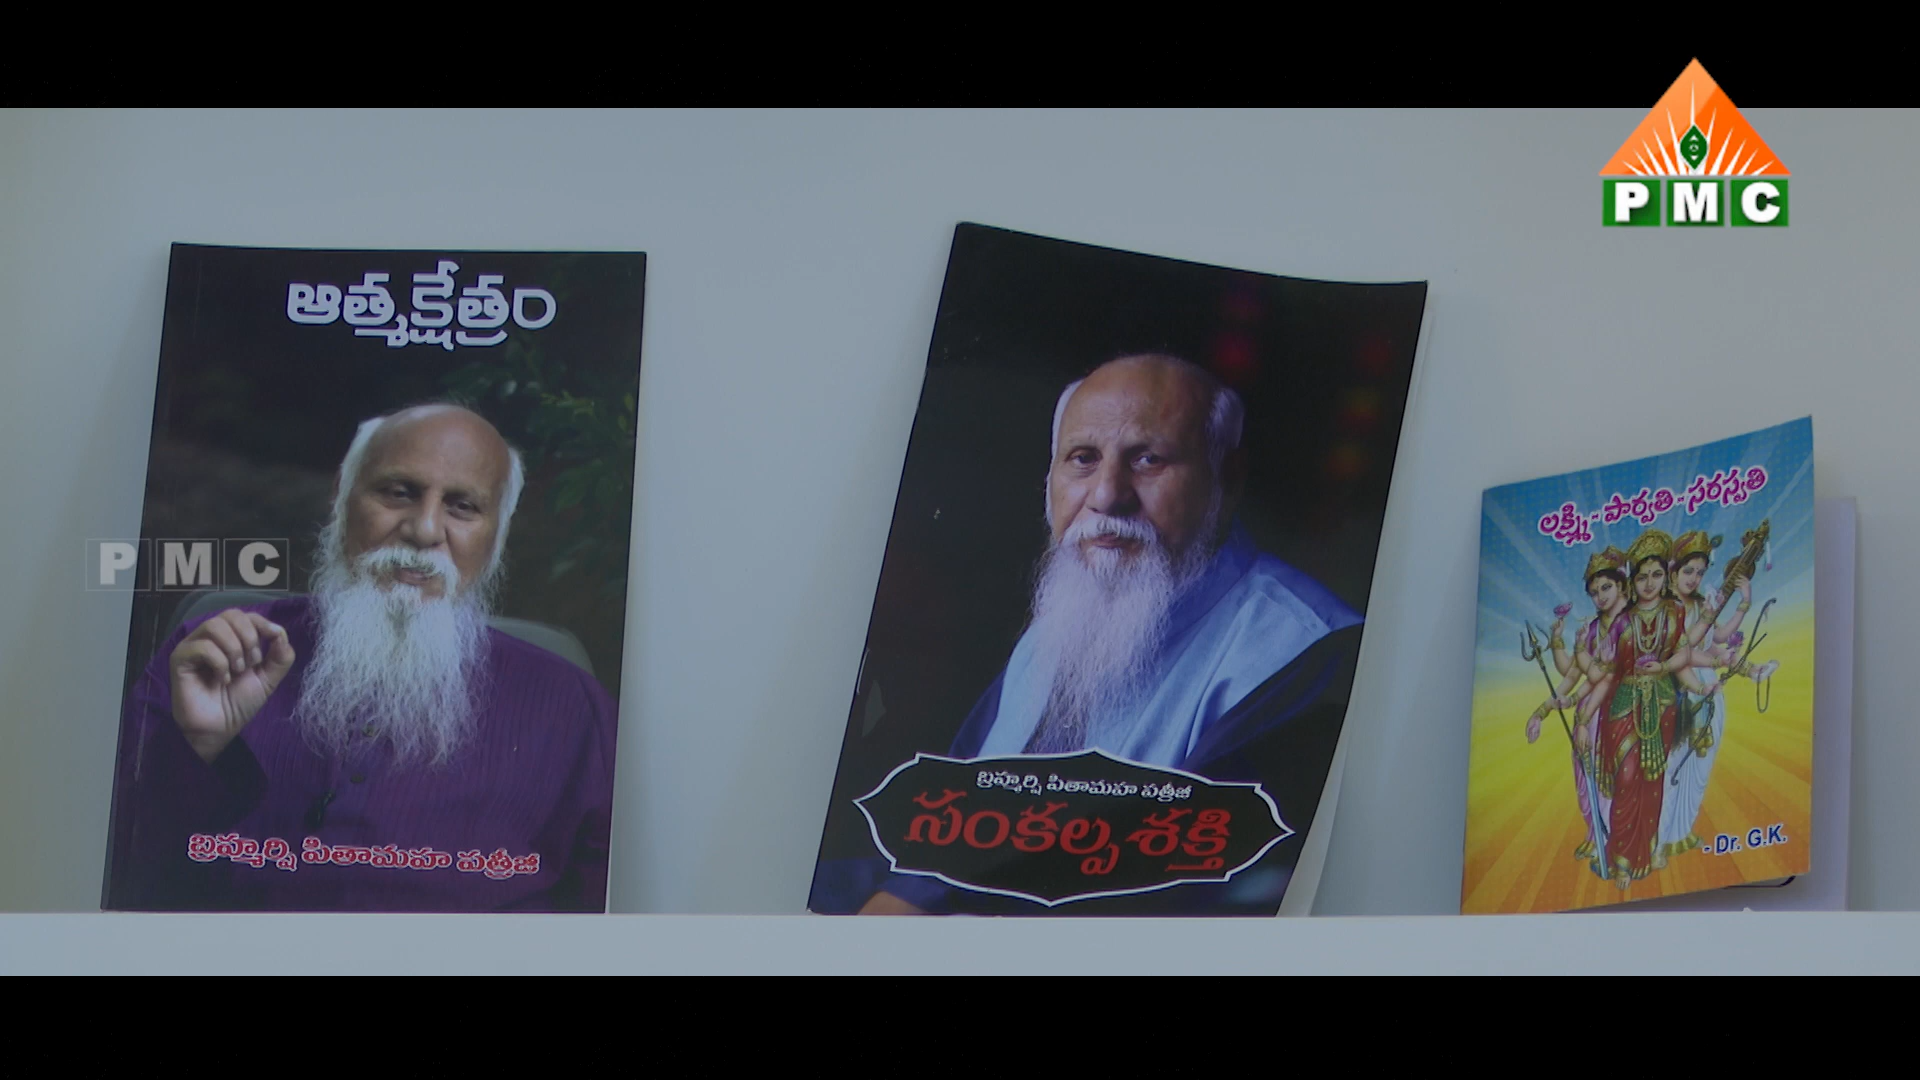 PMC
ఆత్మక్షేత్రం
బ్రహ్మర్షి పితామహ పత్రీజీ
PMC
బ్రహ్మర్షి పితామహ పత్రీజీ
సంకల్పశక్తి
లక్ష్మి - పార్వతి - సరస్వతి
- Dr. G.K.